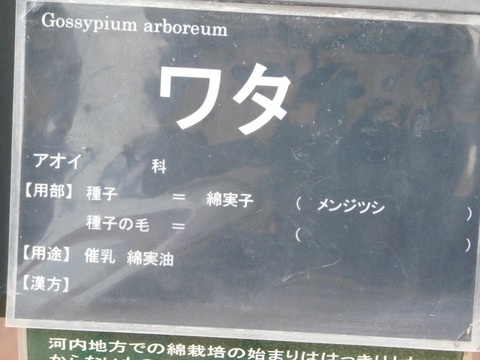 Gossypium arboreum
ワタ
アオイ 科
【用部】 種子 = 綿実子 ( メンジツシ )
種子の毛 = ( )
【用途】 催乳 綿実油
【漢方】
河内地方での綿栽培の始まりははっきり